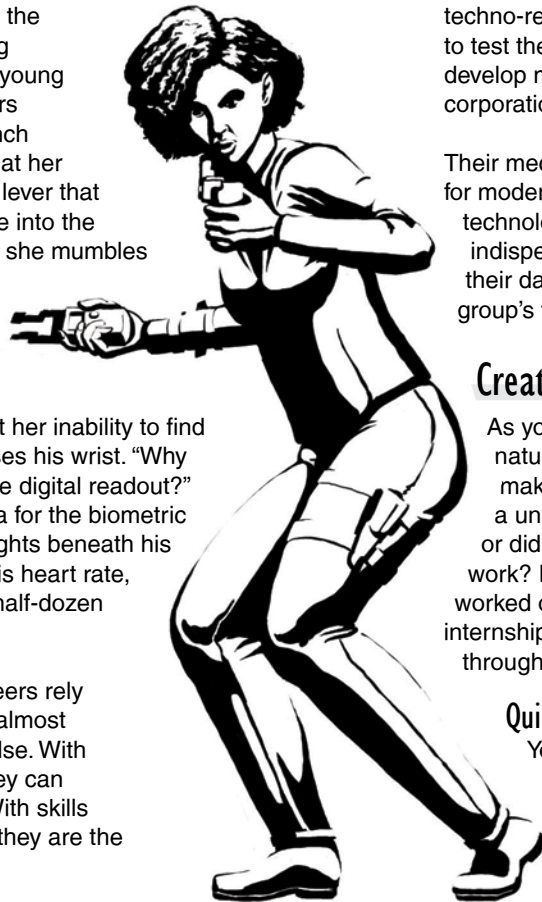 the
g
young
rs
nch
at her
lever that
e into the
she mumbles
t her inability to find
ses his wrist. “Why
e digital readout?”
a for the biometric
ghts beneath his
is heart rate,
half-dozen
eers rely
almost
lse. With
ey can
With skills
they are the
techno-re
to test the
develop n
corporatio
Their med
for moder
technolo
indispe
their da
group’s
Creat
As yo
natu
mak
a un
or did
work?
worked o
internship
through
Qui
Yo